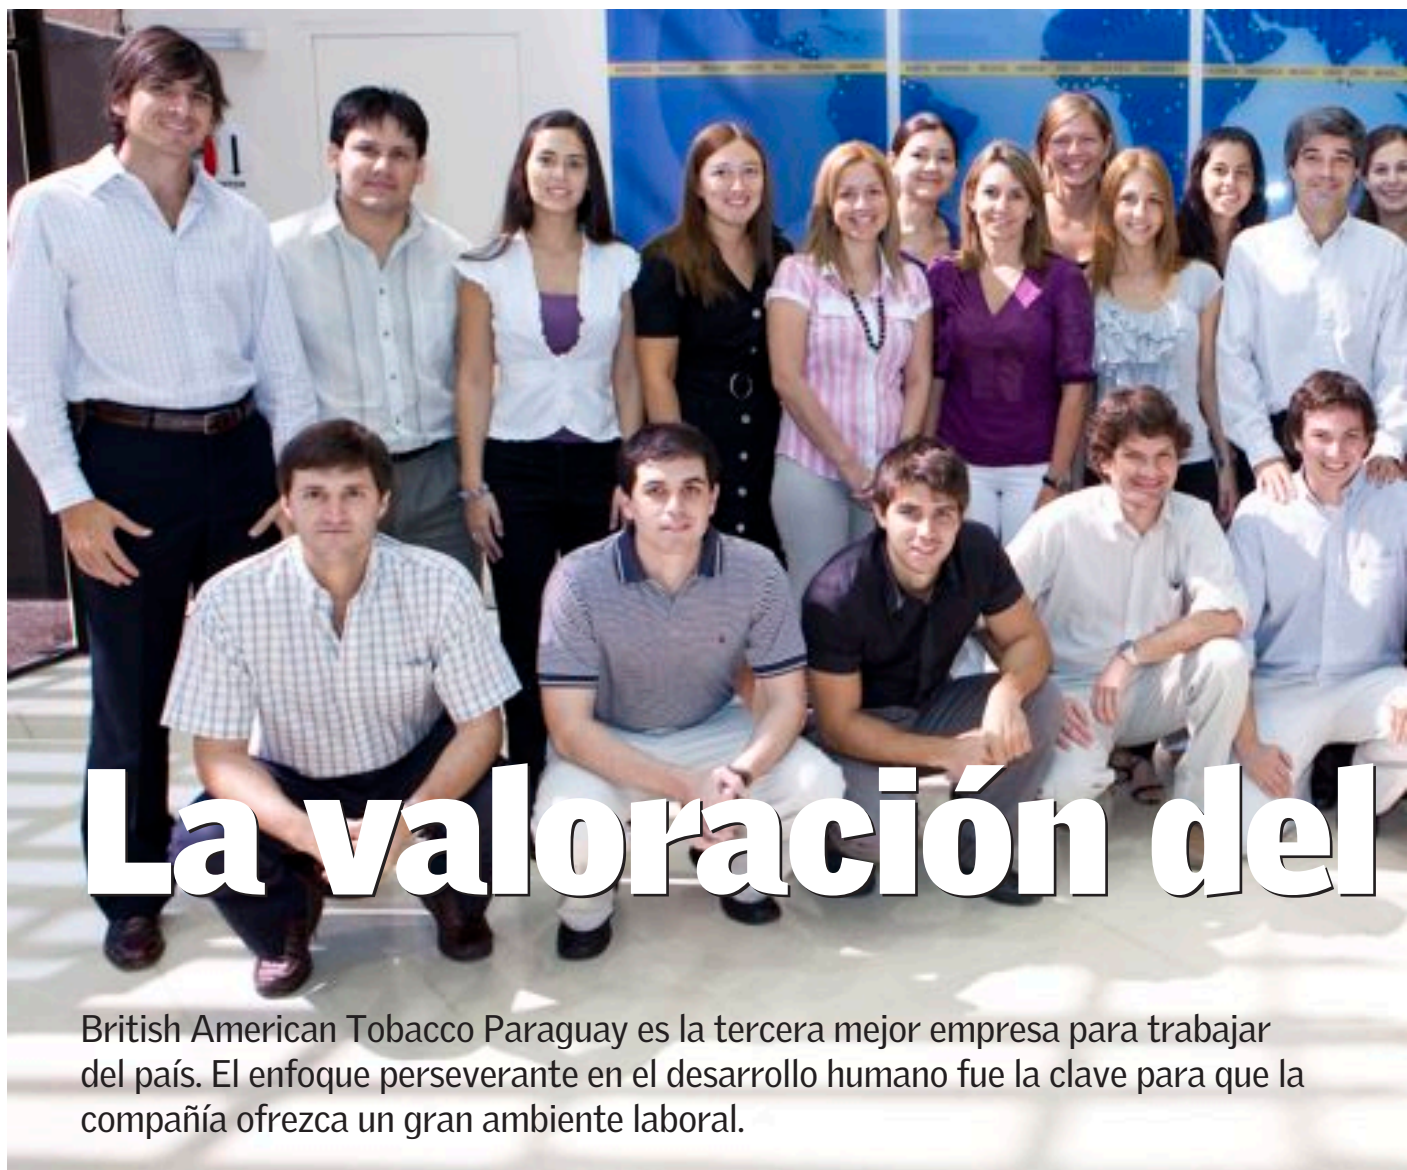 La valoración del
British American Tobacco Paraguay es la tercera mejor empresa para trabajar
del país. El enfoque perseverante en el desarrollo humano fue la clave para que la
compañía ofrezca un gran ambiente laboral.